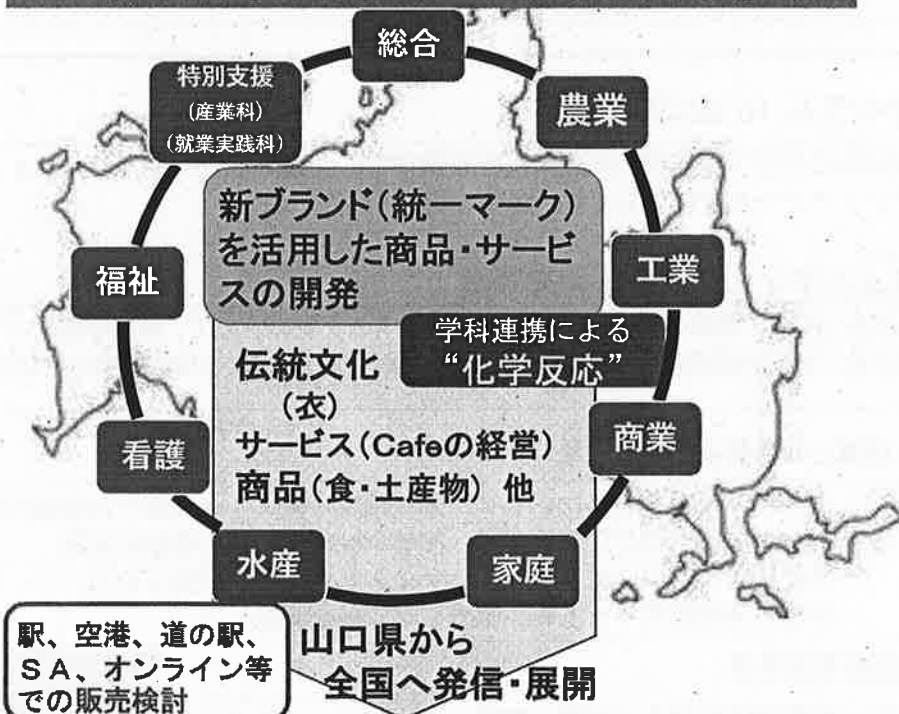 総合
特別支援
(産業科)
(就業実践科)
農業
新ブランド(統一マーク)
を活用した商品・サービ
スの開発
福祉
工業
学科連携による
“化学反応”
伝統文化
(衣)
サービス(Cafeの経営)
商品(食・土産物) 他
看護
商業
水産
家庭
駅、空港、道の駅、
SA、オンライン等
での販売検討
山口県から
全国へ発信・展開